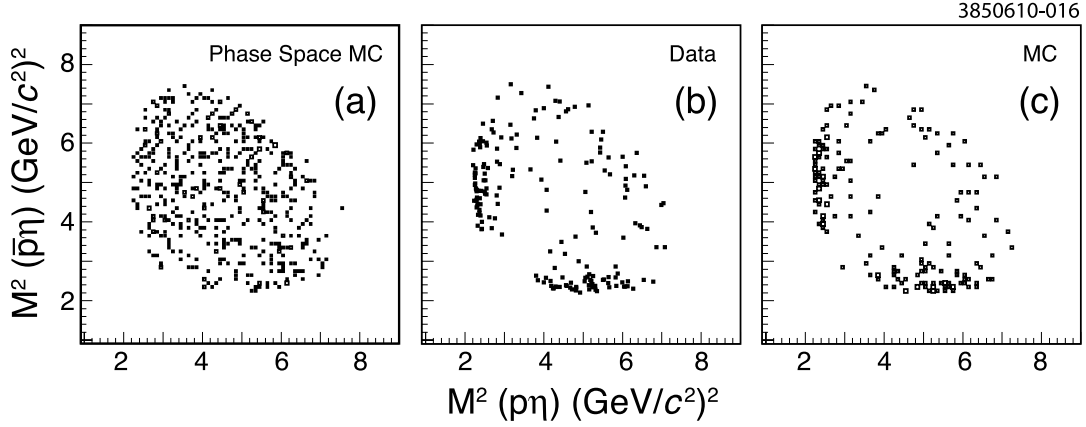 3850610-016
Phase Space MC
(a)
Data
(b)
MC
(c)
M² (p̄η) (GeV/c²)²
8
6
4
2
2 4 6 8
2 4 6 8
2 4 6 8
M² (pη) (GeV/c²)²